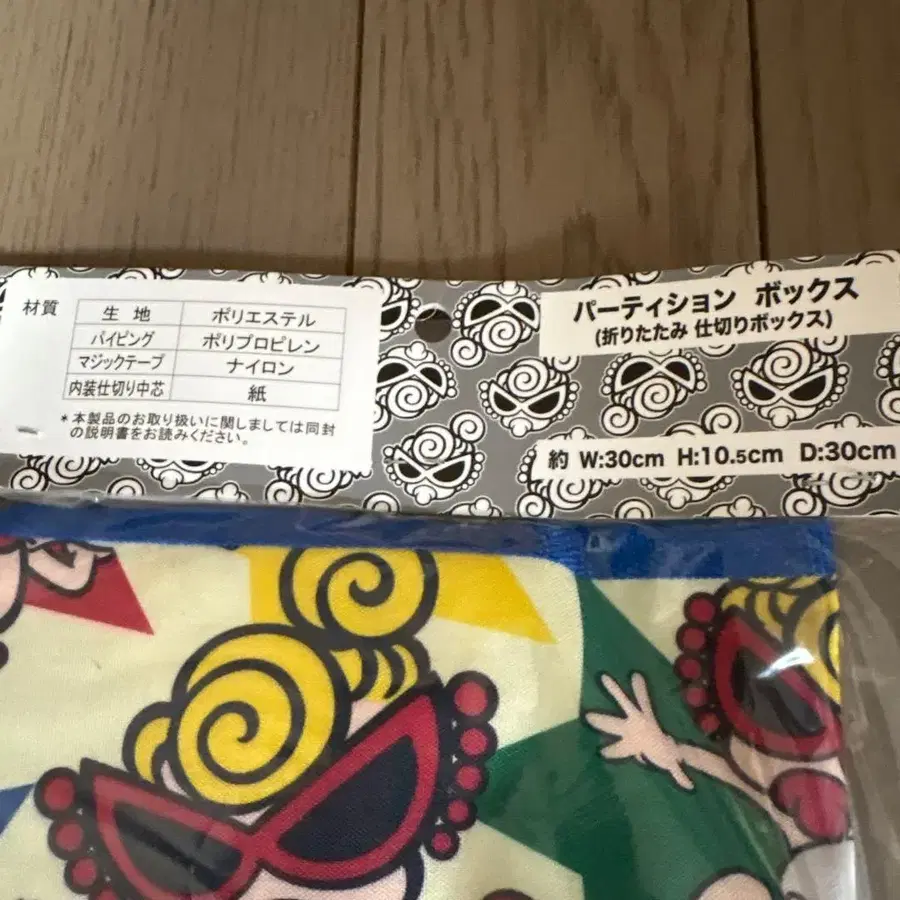 材質
生地 ポリエステル
パイピング ポリプロピレン
マジックテープ ナイロン
内装仕切り中芯 紙
*本製品のお取り扱いに関しましては同封
の説明書をお読みください。
パーティション ボックス
(折りたたみ 仕切りボックス)
約 W:30cm H:10.5cm D:30cm